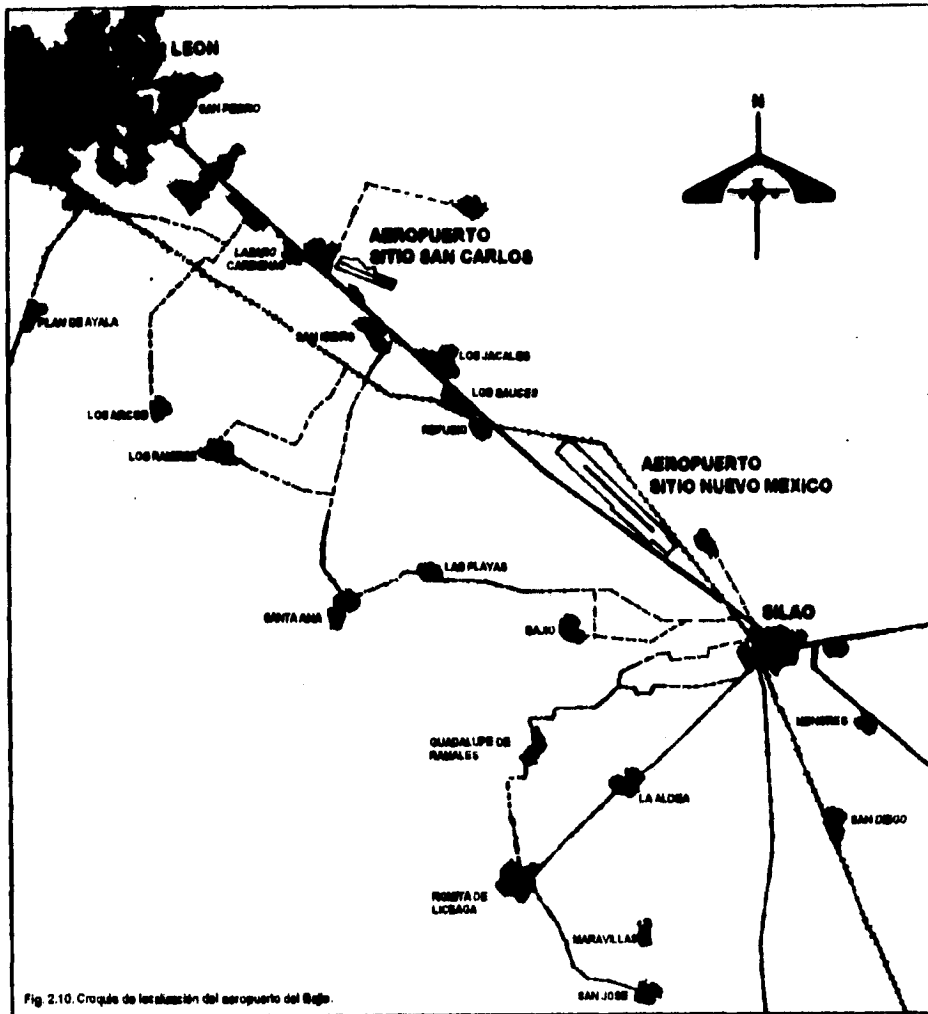 LEON
SAN PEDRO
N
AEROPUERTO
SITIO SAN CARLOS
LAZARO
CARDENAS
PLAN DE AYALA
SAN ISIDRO
LOS JACALES
LOS SAUCES
LOS ARCOS
REFUGIO
LOS RAMIREZ
AEROPUERTO
SITIO NUEVO MEXICO
LAS PLAYAS
SANTA ANA
BAJIO
SILAO
MENORES
GUADALUPE DE
RAMALES
LA ALDEA
SAN DIEGO
ROMITA DE
LICEAGA
MARAVILLAS
SAN JOSE
Fig. 2.10. Croquis de localización del aeropuerto del Bajío.